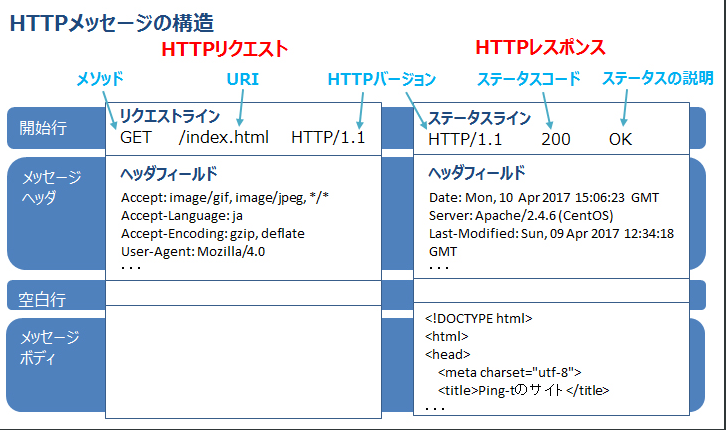 HTTPメッセージの構造
HTTPリクエスト
HTTPレスポンス
メソッド
URI
HTTPバージョン
ステータスコード
ステータスの説明
開始行
リクエストライン
GET /index.html HTTP/1.1
ステータスライン
HTTP/1.1 200 OK
メッセージ
ヘッダ
ヘッダフィールド
Accept: image/gif, image/jpeg, */*
Accept-Language: ja
Accept-Encoding: gzip, deflate
User-Agent: Mozilla/4.0
・・・
ヘッダフィールド
Date: Mon, 10 Apr 2017 15:06:23 GMT
Server: Apache/2.4.6 (CentOS)
Last-Modified: Sun, 09 Apr 2017 12:34:18
GMT
・・・
空白行
メッセージ
ボディ
<!DOCTYPE html>
<html>
<head>
<meta charset="utf-8">
<title>Ping-tのサイト</title>
・・・